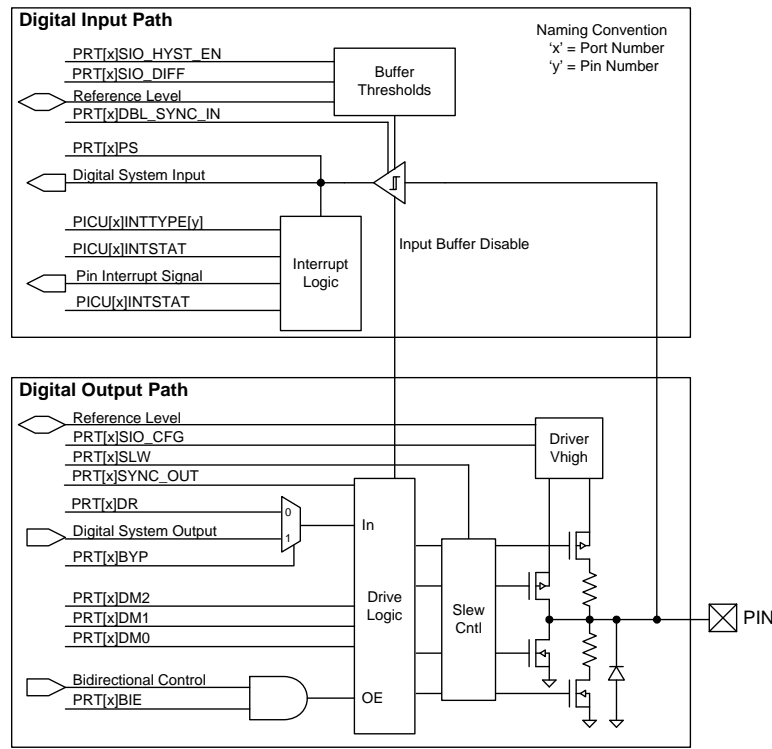 Digital Input Path
Naming Convention
'x' = Port Number
'y' = Pin Number
PRT[x]SIO_HYST_EN
PRT[x]SIO_DIFF
Reference Level
PRT[x]DBL_SYNC_IN
Buffer
Thresholds
PRT[x]PS
Digital System Input
PICU[x]INTTYPE[y]
PICU[x]INTSTAT
Pin Interrupt Signal
PICU[x]INTSTAT
Interrupt
Logic
Input Buffer Disable
Digital Output Path
Reference Level
PRT[x]SIO_CFG
PRT[x]SLW
PRT[x]SYNC_OUT
Driver
Vhigh
PRT[x]DR
Digital System Output
PRT[x]BYP
0
1
In
PRT[x]DM2
PRT[x]DM1
PRT[x]DM0
Drive
Logic
Slew
Cntl
PIN
Bidirectional Control
PRT[x]BIE
OE